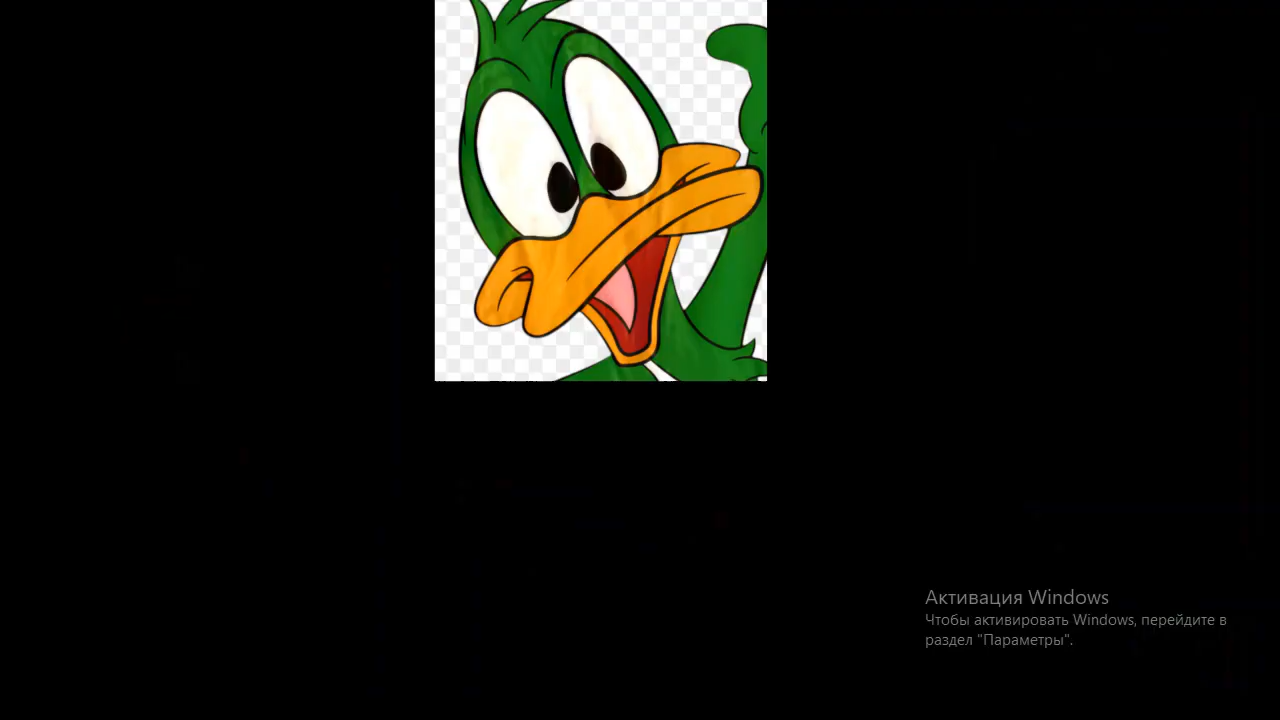 Активация Windows
Чтобы активировать Windows, перейдите в
раздел "Параметры".